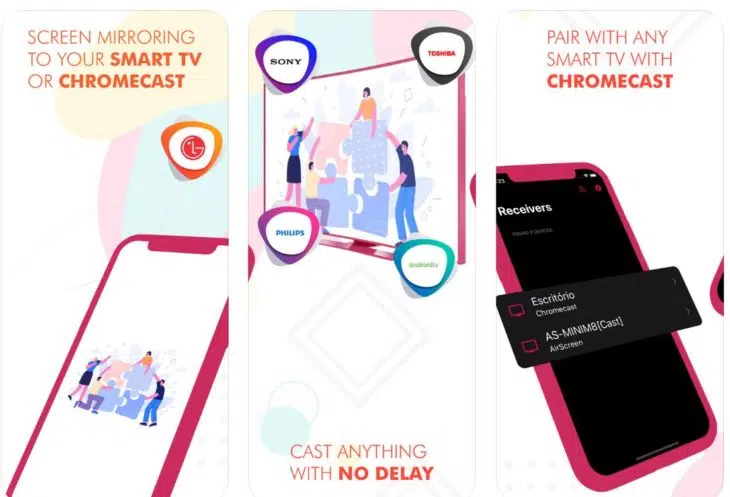 SCREEN MIRRORING
TO YOUR SMART TV
OR CHROMECAST
LG
SONY
TOSHIBA
PHILIPS
androidtv
CAST ANYTHING
WITH NO DELAY
PAIR WITH ANY
SMART TV WITH
CHROMECAST
:23
Receivers
FOUND 2 DEVICES
Escritório
Chromecast
AS-MINIM8[Cast]
AirScreen